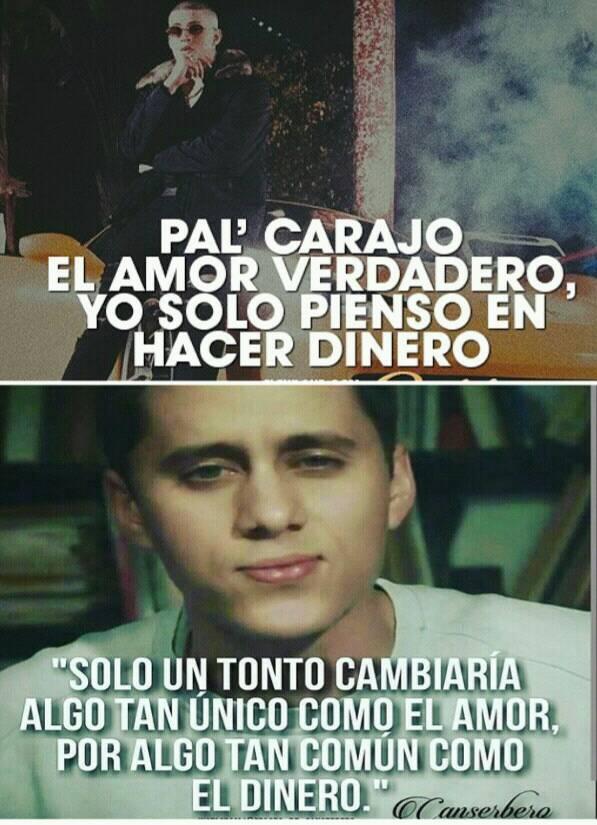 PAL' CARAJO
EL AMOR VERDADERO,
YO SOLO PIENSO EN
HACER DINERO
"SOLO UN TONTO CAMBIARÍA
ALGO TAN ÚNICO COMO EL AMOR,
POR ALGO TAN COMÚN COMO
EL DINERO."
Canserbero